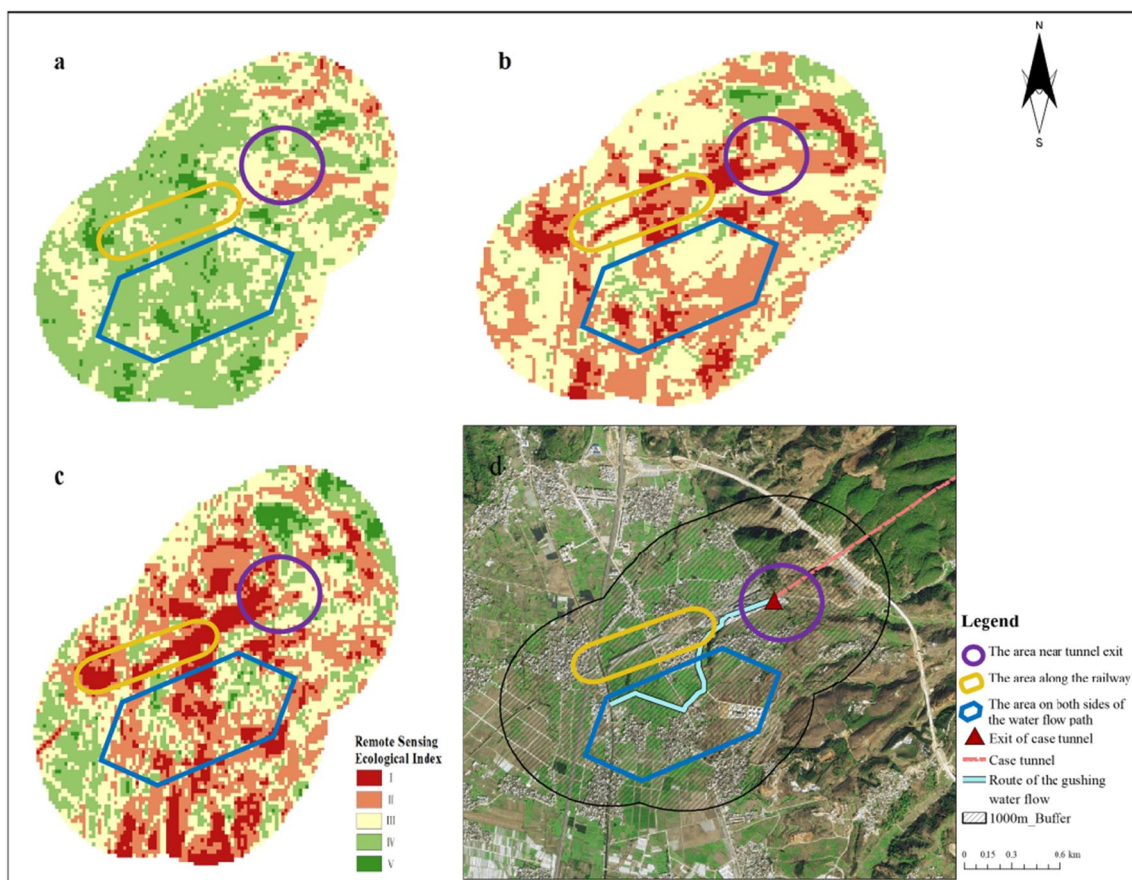 a
b
N
S
c
d
Remote Sensing
Ecological Index
I
II
III
IV
V
Legend
The area near tunnel exit
The area along the railway
The area on both sides of
the water flow path
Exit of case tunnel
Case tunnel
Route of the gushing
water flow
1000m_Buffer
0 0.15 0.3 0.6 km